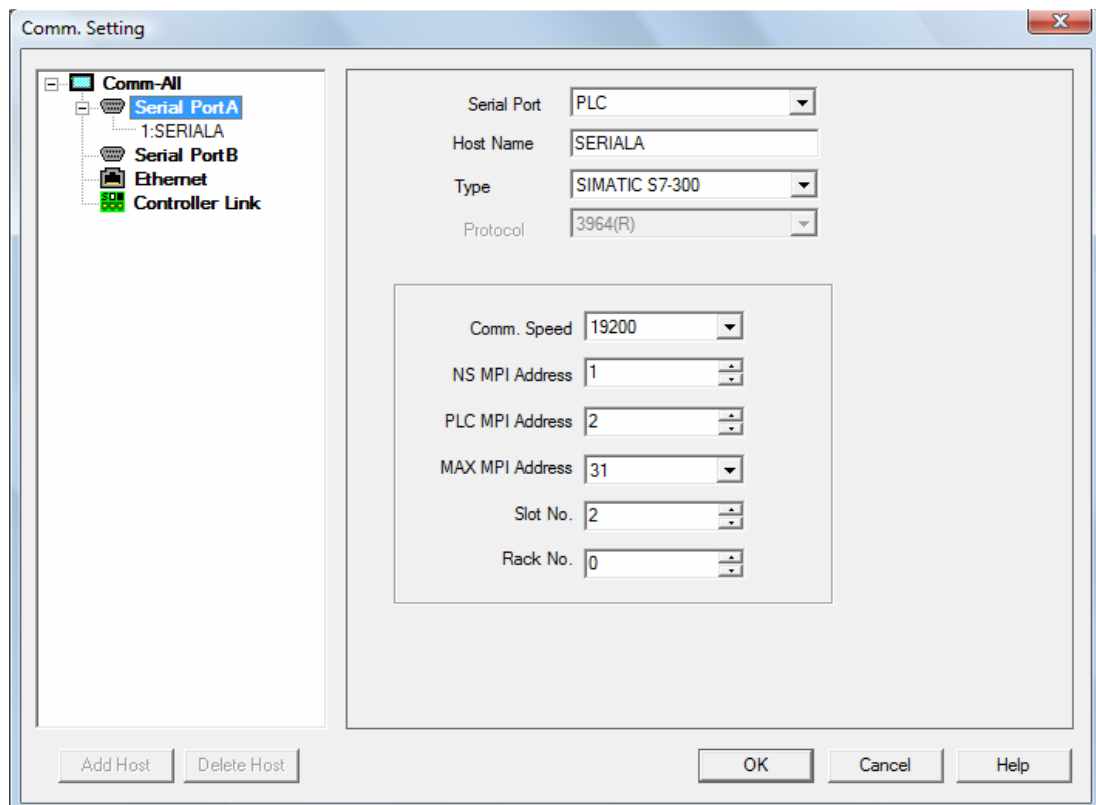 Comm. Setting
Comm-All
Serial PortA
1:SERIALA
Serial PortB
Ethernet
Controller Link
Serial Port PLC
Host Name SERIALA
Type SIMATIC S7-300
Protocol 3964(R)
Comm. Speed 19200
NS MPI Address 1
PLC MPI Address 2
MAX MPI Address 31
Slot No. 2
Rack No. 0
Add Host Delete Host OK Cancel Help